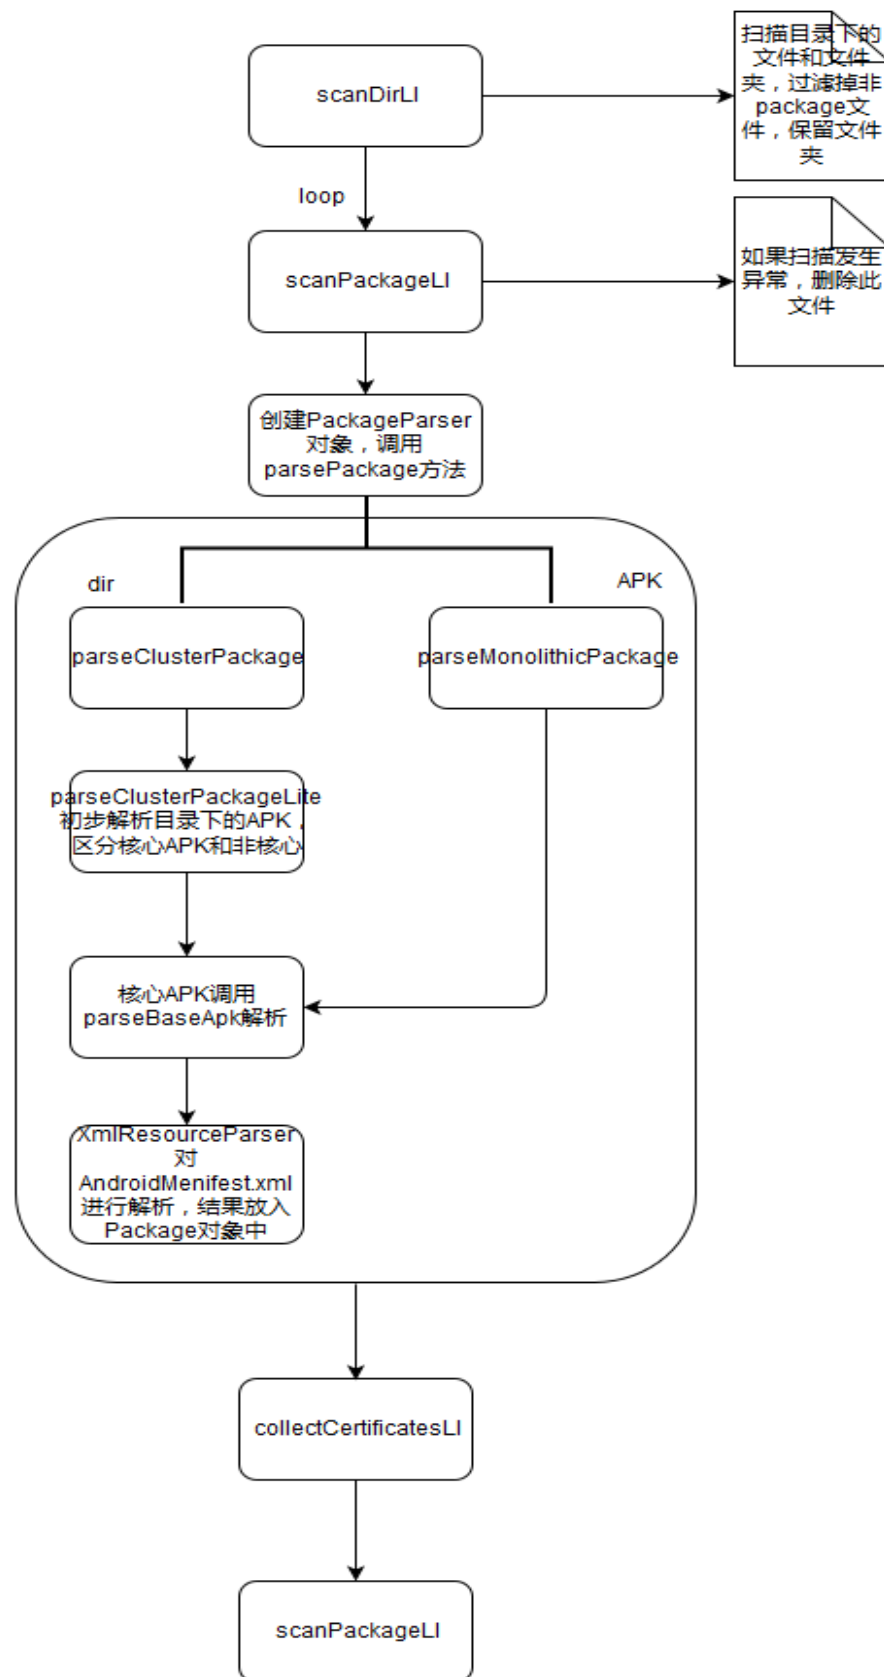 scanDirLI
扫描目录下的
文件和文件
夹，过滤掉非
package文
件，保留文件
夹
loop
scanPackageLI
如果扫描发生
异常，删除此
文件
创建PackageParser
对象，调用
parsePackage方法
dir
APK
parseClusterPackage
parseMonolithicPackage
parseClusterPackageLite
初步解析目录下的APK，
区分核心APK和非核心
核心APK调用
parseBaseApk解析
XmlResourceParser
对
AndroidMenifest.xml
进行解析，结果放入
Package对象中
collectCertificatesLI
scanPackageLI